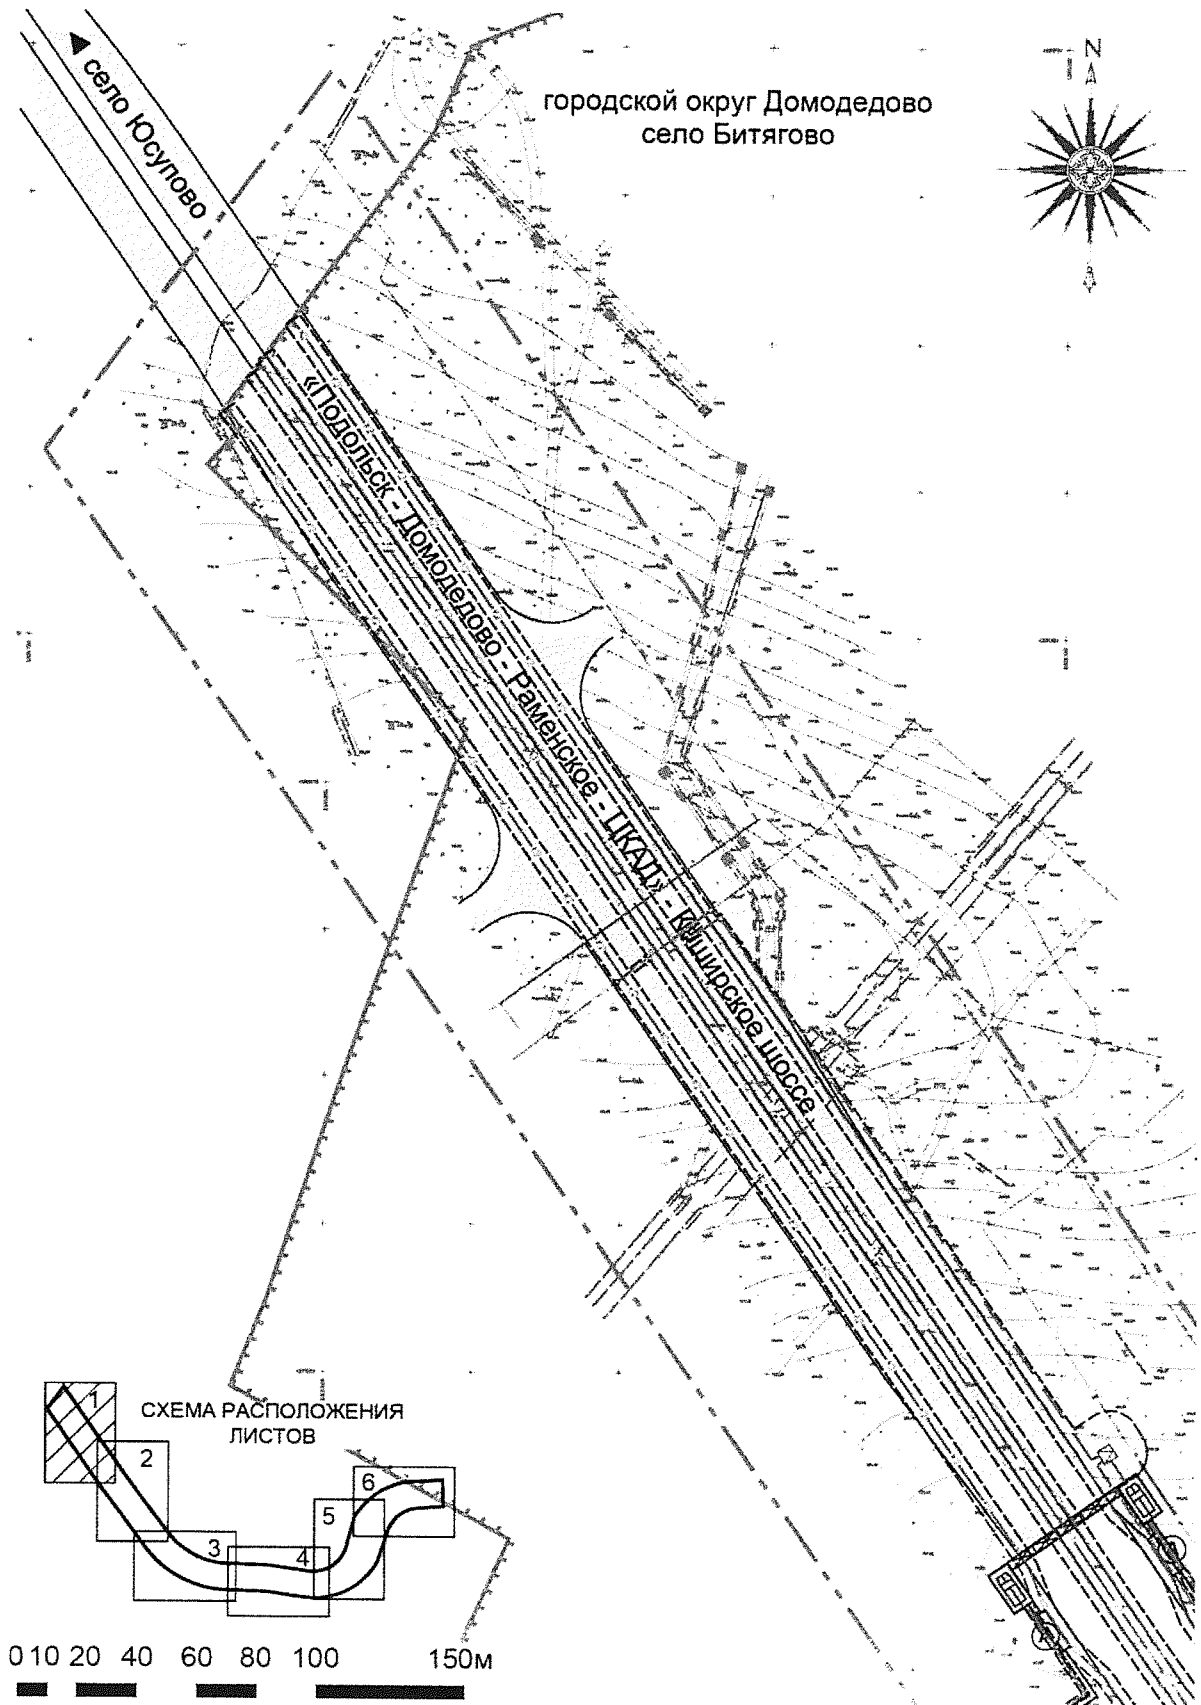 N
село Юсупово
городской округ Домодедово
село Битягово
«Подольск - Домодедово - Раменское - ЦКАД» - Каширское шоссе
СХЕМА РАСПОЛОЖЕНИЯ
ЛИСТОВ
1
2
3
4
5
6
0 10 20 40 60 80 100 150м